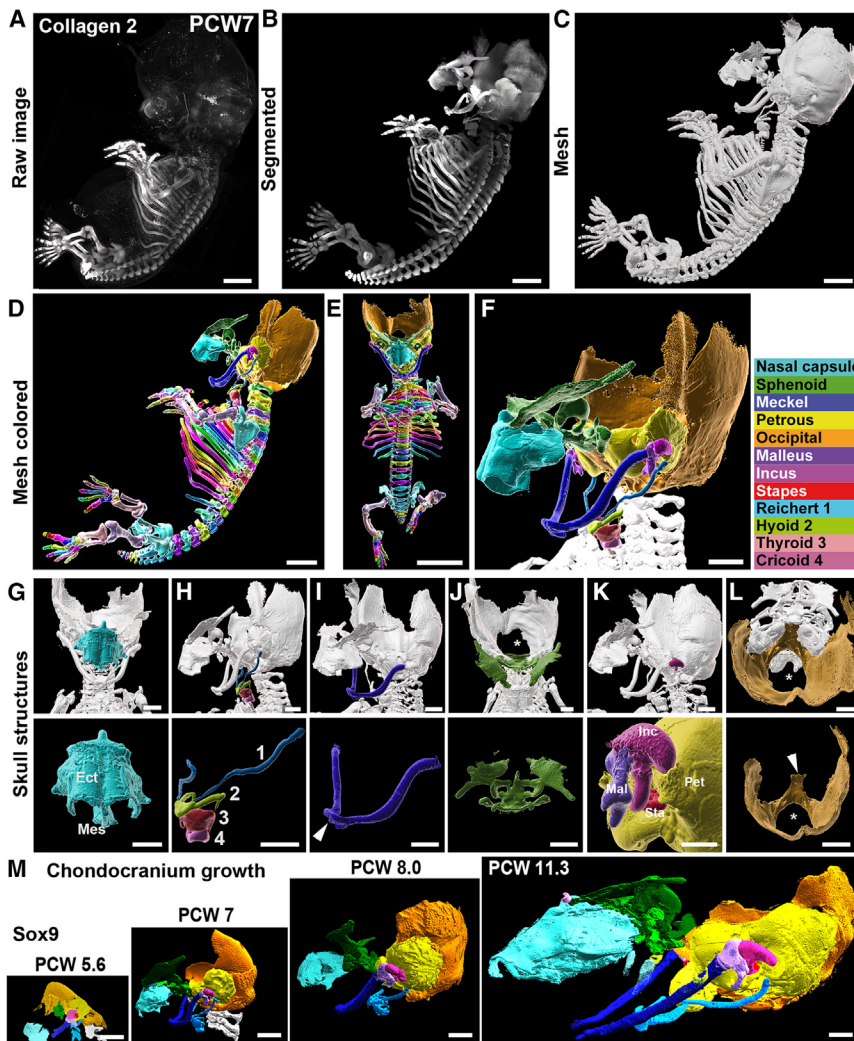 A
Collagen 2
PCW7
B
C
Raw image
Segmented
Mesh
D
E
F
Mesh colored
Nasal capsule
Sphenoid
Meckel
Petrous
Occipital
Malleus
Incus
Stapes
Reichert 1
Hyoid 2
Thyroid 3
Cricoid 4
G
H
I
J
K
L
*
*
Skull structures
Ect
Mes
1
2
3
4
Inc
Mal
Pet
Sta
*
M
Chondocranium growth
Sox9
PCW 5.6
PCW 7
PCW 8.0
PCW 11.3